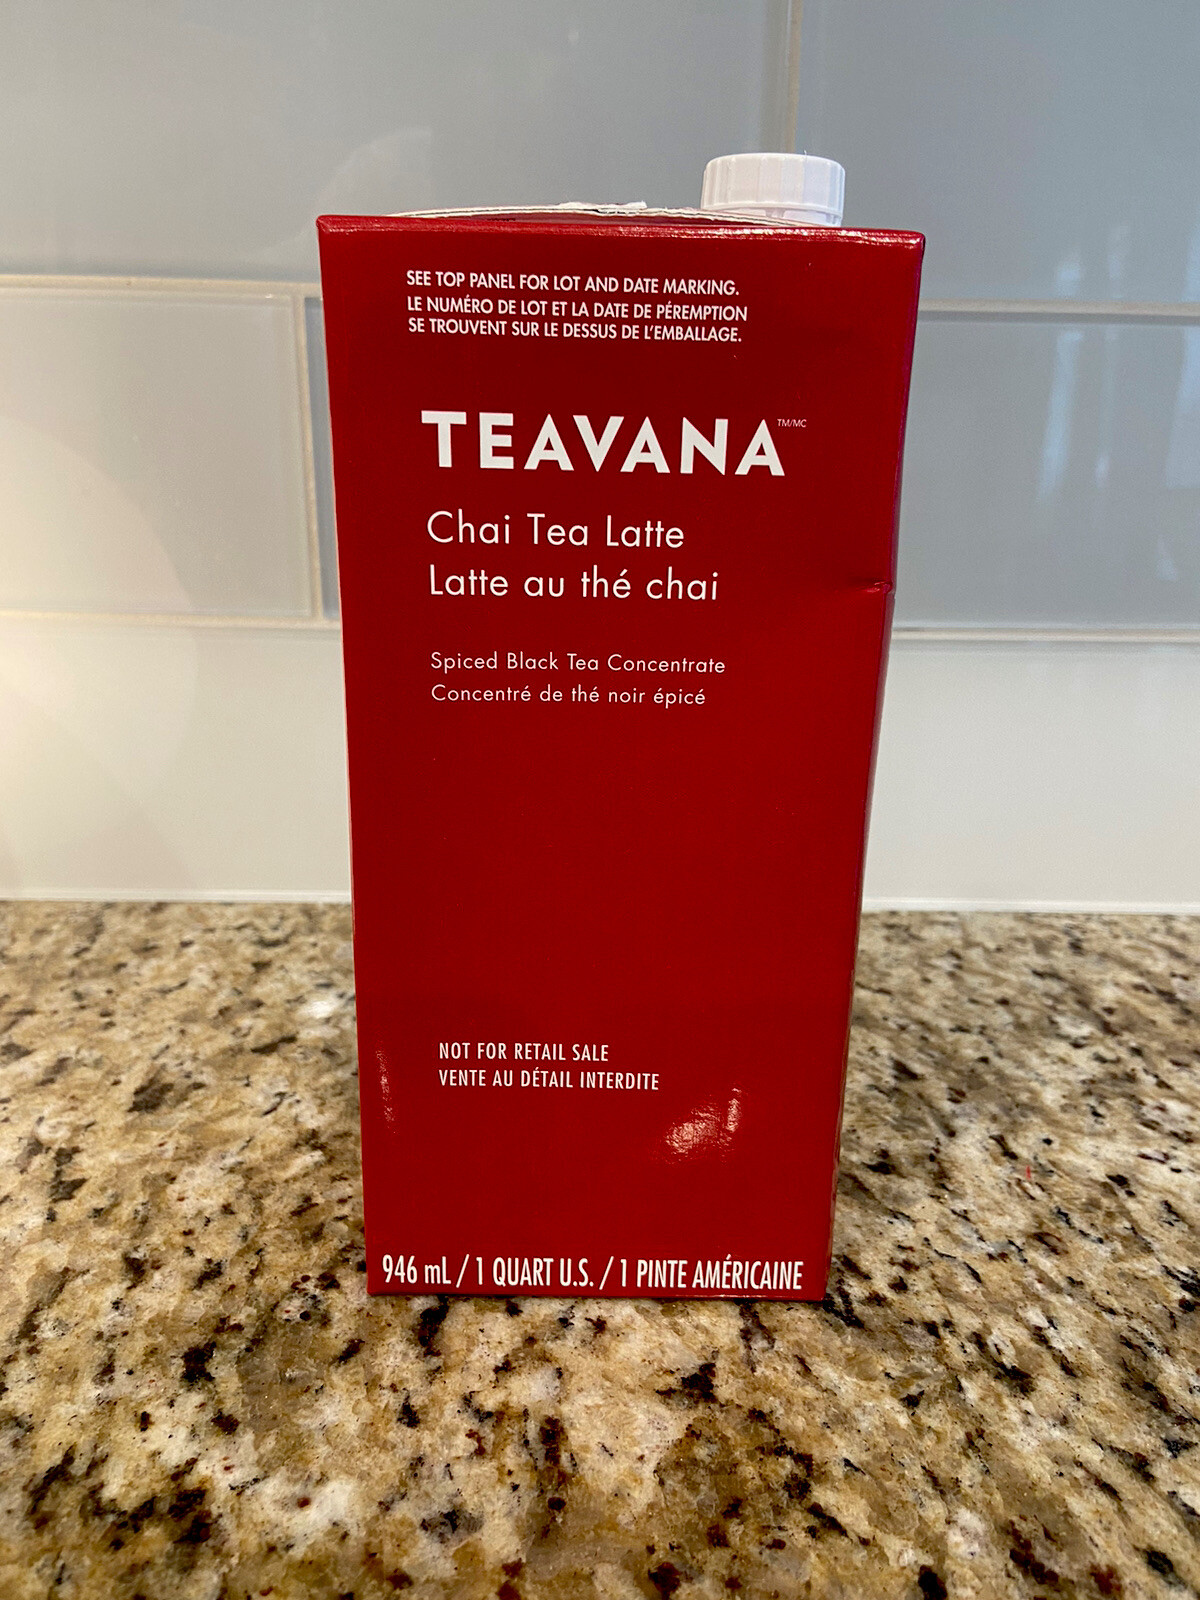 SEE TOP PANEL FOR LOT AND DATE MARKING.
LE NUMÉRO DE LOT ET LA DATE DE PÉREMPTION
SE TROUVENT SUR LE DESSUS DE L'EMBALLAGE.
TEAVANA™/MC
Chai Tea Latte
Latte au thé chai
Spiced Black Tea Concentrate
Concentré de thé noir épicé
NOT FOR RETAIL SALE
VENTE AU DÉTAIL INTERDITE
946 mL / 1 QUART U.S. / 1 PINTE AMÉRICAINE